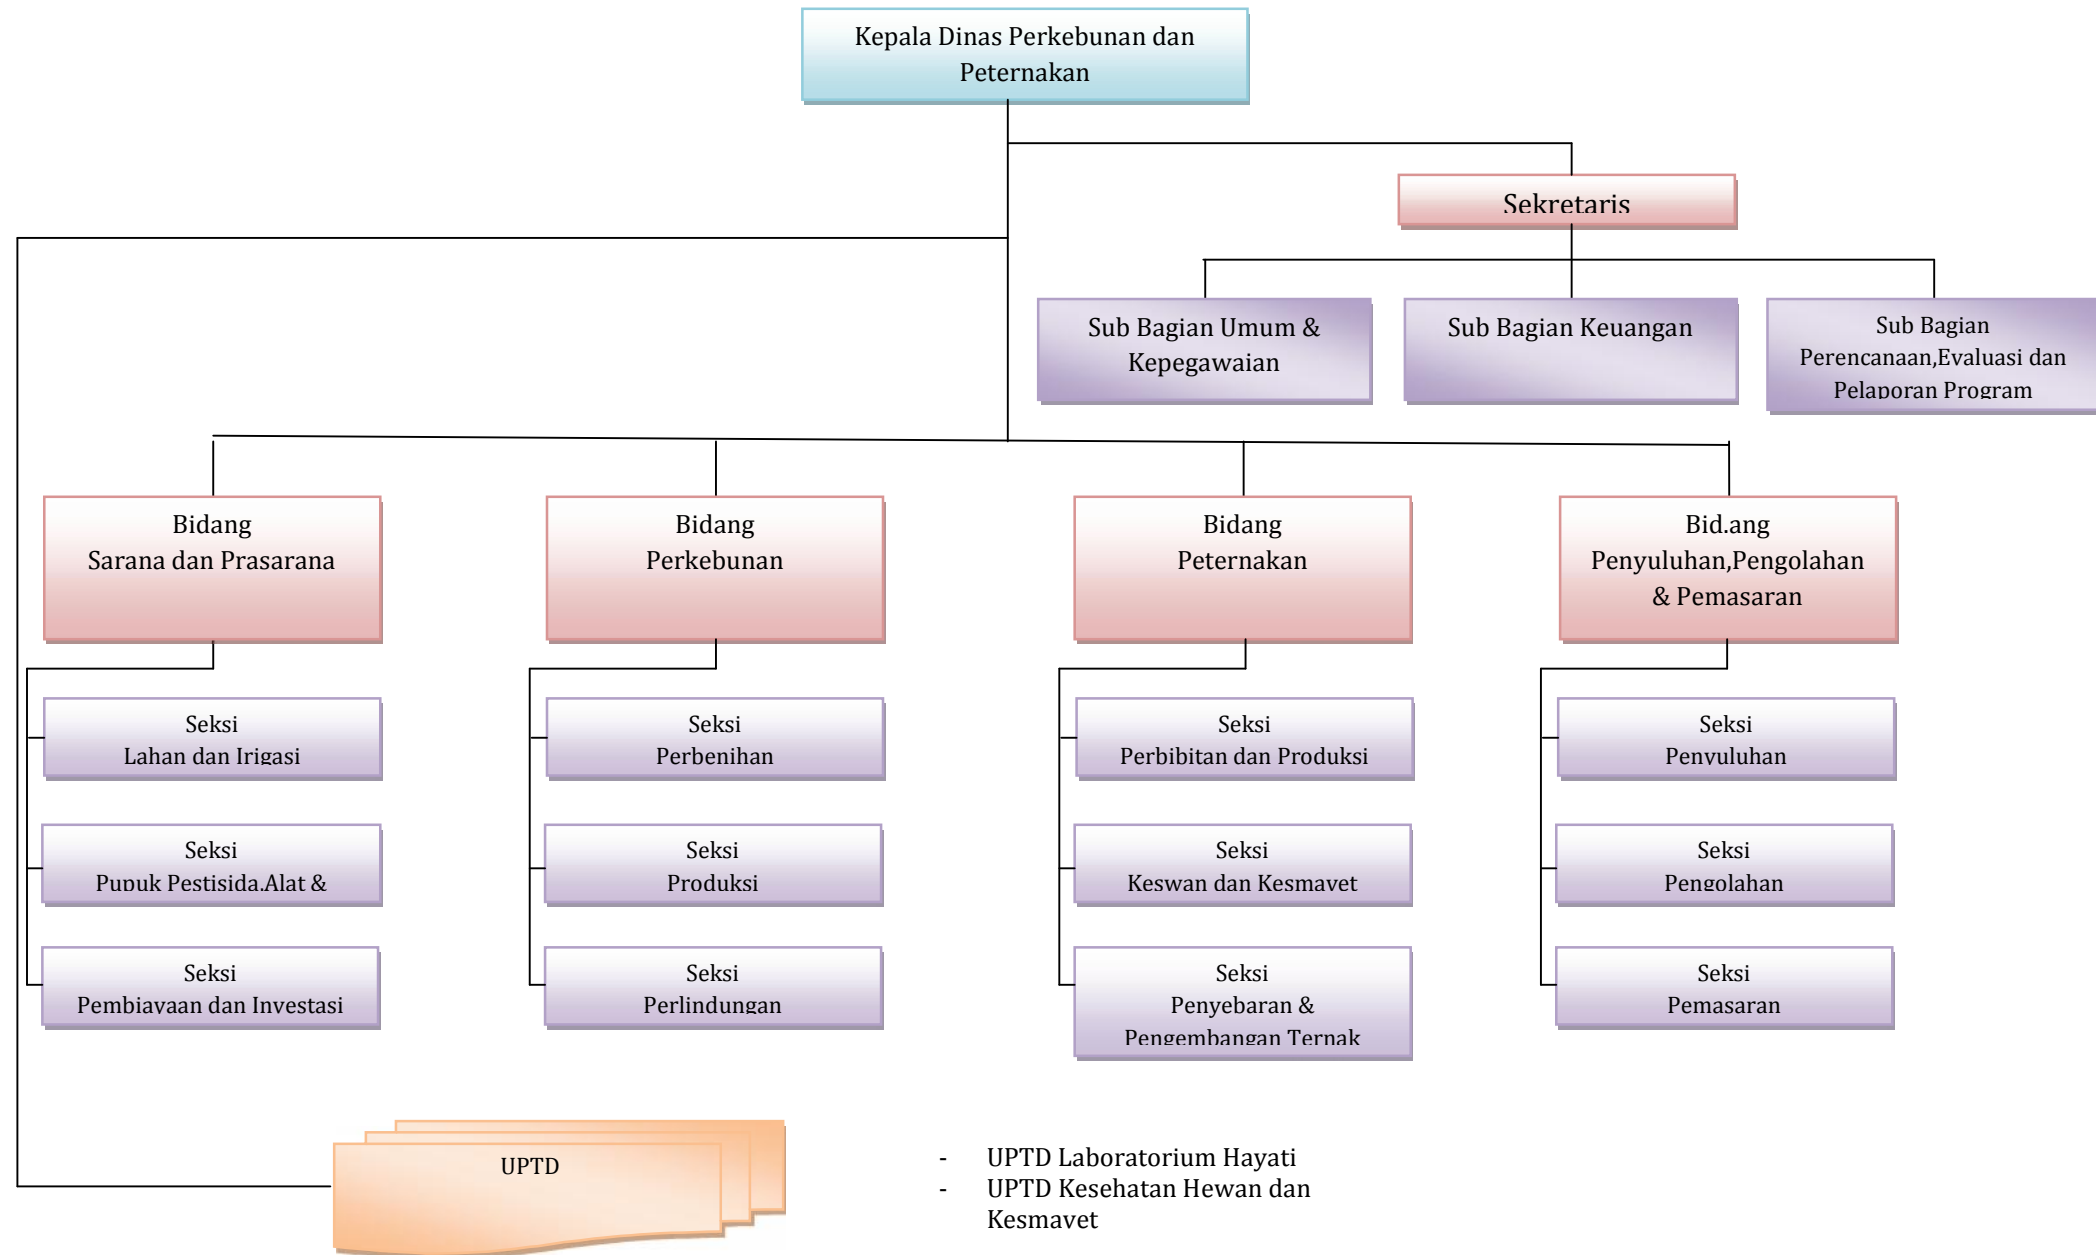 Kepala Dinas Perkebunan dan
Peternakan
Sekretaris
Sub Bagian Umum &
Kepegawaian
Sub Bagian Keuangan
Sub Bagian
Perencanaan,Evaluasi dan
Pelaporan Program
Bidang
Sarana dan Prasarana
Bidang
Perkebunan
Bidang
Peternakan
Bid.ang
Penyuluhan,Pengolahan
& Pemasaran
Seksi
Lahan dan Irigasi
Seksi
Perbenihan
Seksi
Perbibitan dan Produksi
Seksi
Penyuluhan
Seksi
Pupuk Pestisida.Alat &
Seksi
Produksi
Seksi
Keswan dan Kesmavet
Seksi
Pengolahan
Seksi
Pembiayaan dan Investasi
Seksi
Perlindungan
Seksi
Penyebaran &
Pengembangan Ternak
Seksi
Pemasaran
UPTD
- UPTD Laboratorium Hayati
- UPTD Kesehatan Hewan dan
Kesmavet